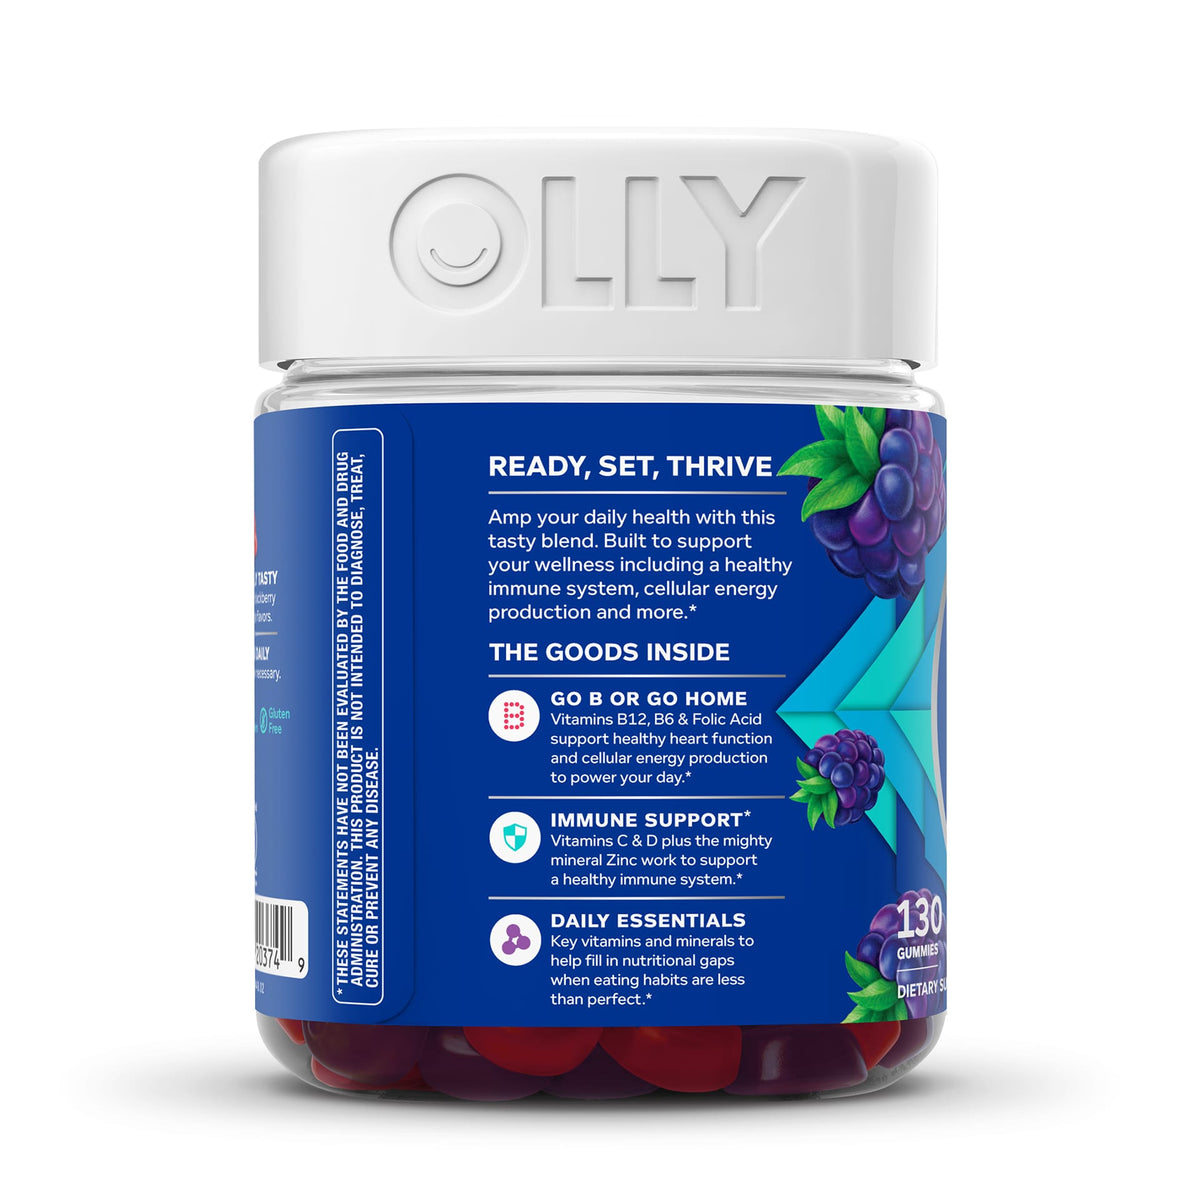 OLLY
READY, SET, THRIVE
Amp your daily health with this
tasty blend. Built to support
your wellness including a healthy
immune system, cellular energy
production and more.*
THE GOODS INSIDE
B
GO B OR GO HOME
Vitamins B12, B6 & Folic Acid
support healthy heart function
and cellular energy production
to power your day.*
IMMUNE SUPPORT*
Vitamins C & D plus the mighty
mineral Zinc work to support
a healthy immune system.*
DAILY ESSENTIALS
Key vitamins and minerals to
help fill in nutritional gaps
when eating habits are less
than perfect.*
* THESE STATEMENTS HAVE NOT BEEN EVALUATED BY THE FOOD AND DRUG
ADMINISTRATION. THIS PRODUCT IS NOT INTENDED TO DIAGNOSE, TREAT,
CURE OR PREVENT ANY DISEASE.
TASTY
flavors.
DAILY
Gluten
Free
20374 9
130
GUMMIES
DIETARY